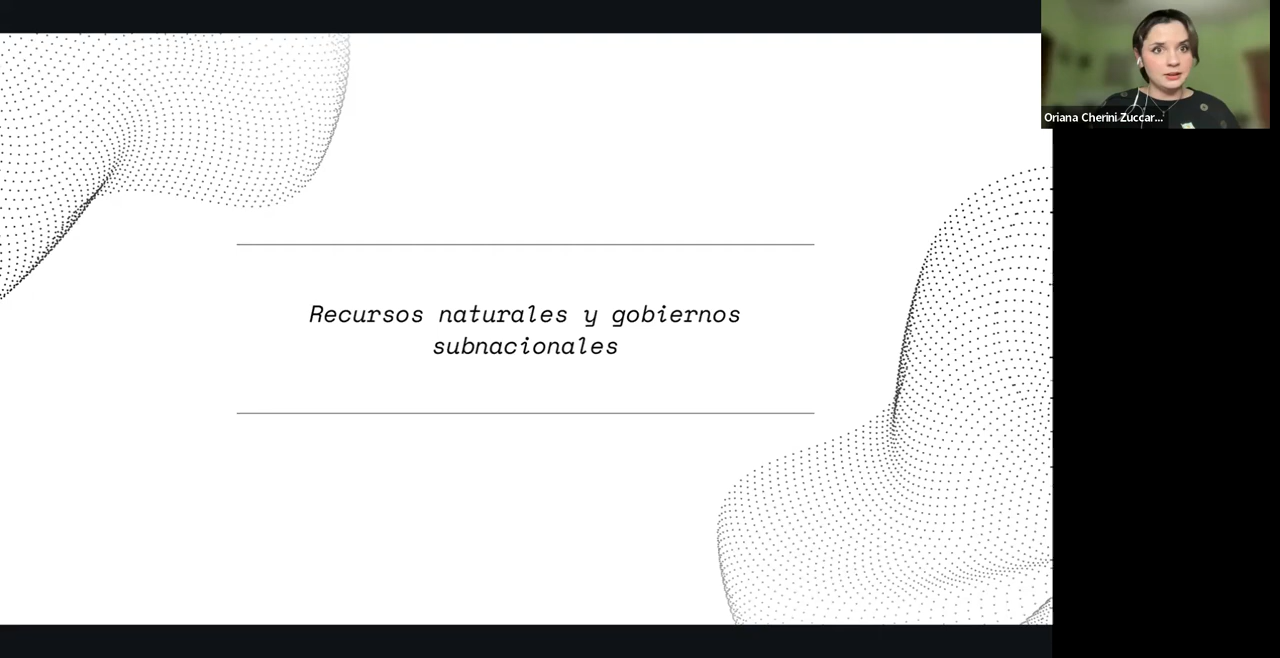 Oriana Cherini Zuccar...
Recursos naturales y gobiernos
subnacionales